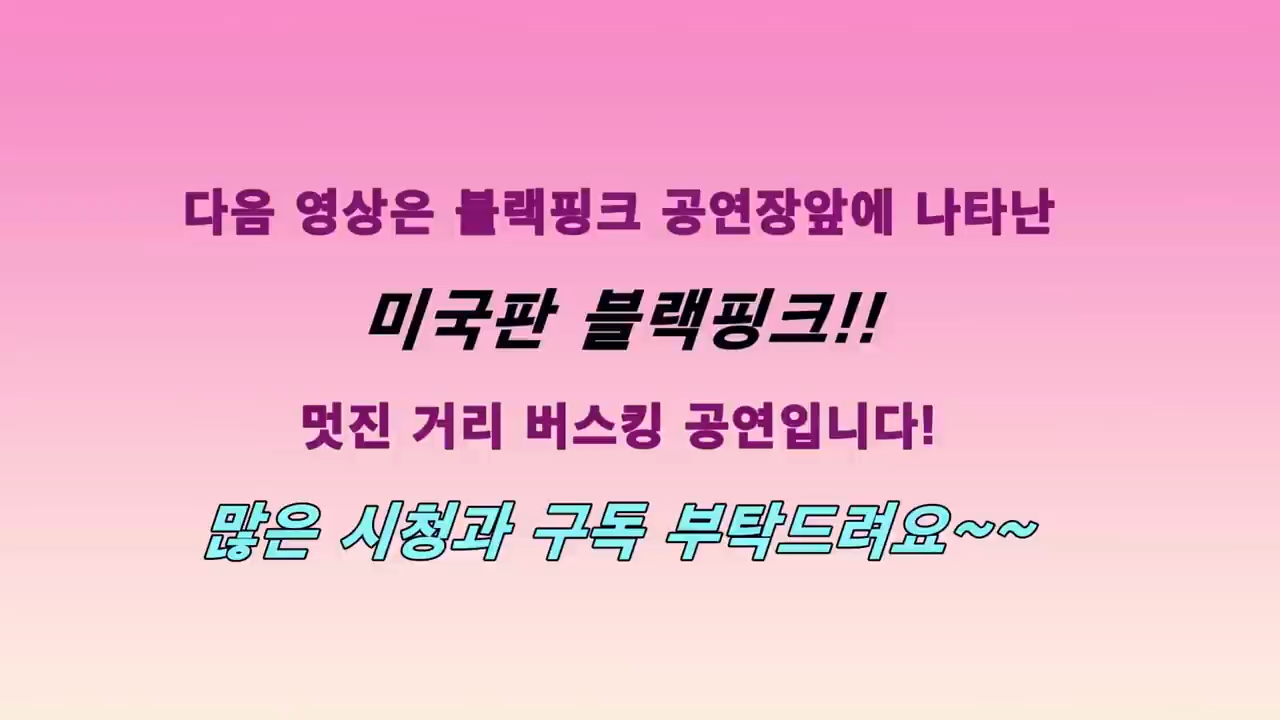 다음 영상은 블랙핑크 공연장앞에 나타난
미국판 블랙핑크!!
멋진 거리 버스킹 공연입니다!
많은 시청과 구독 부탁드려요~~